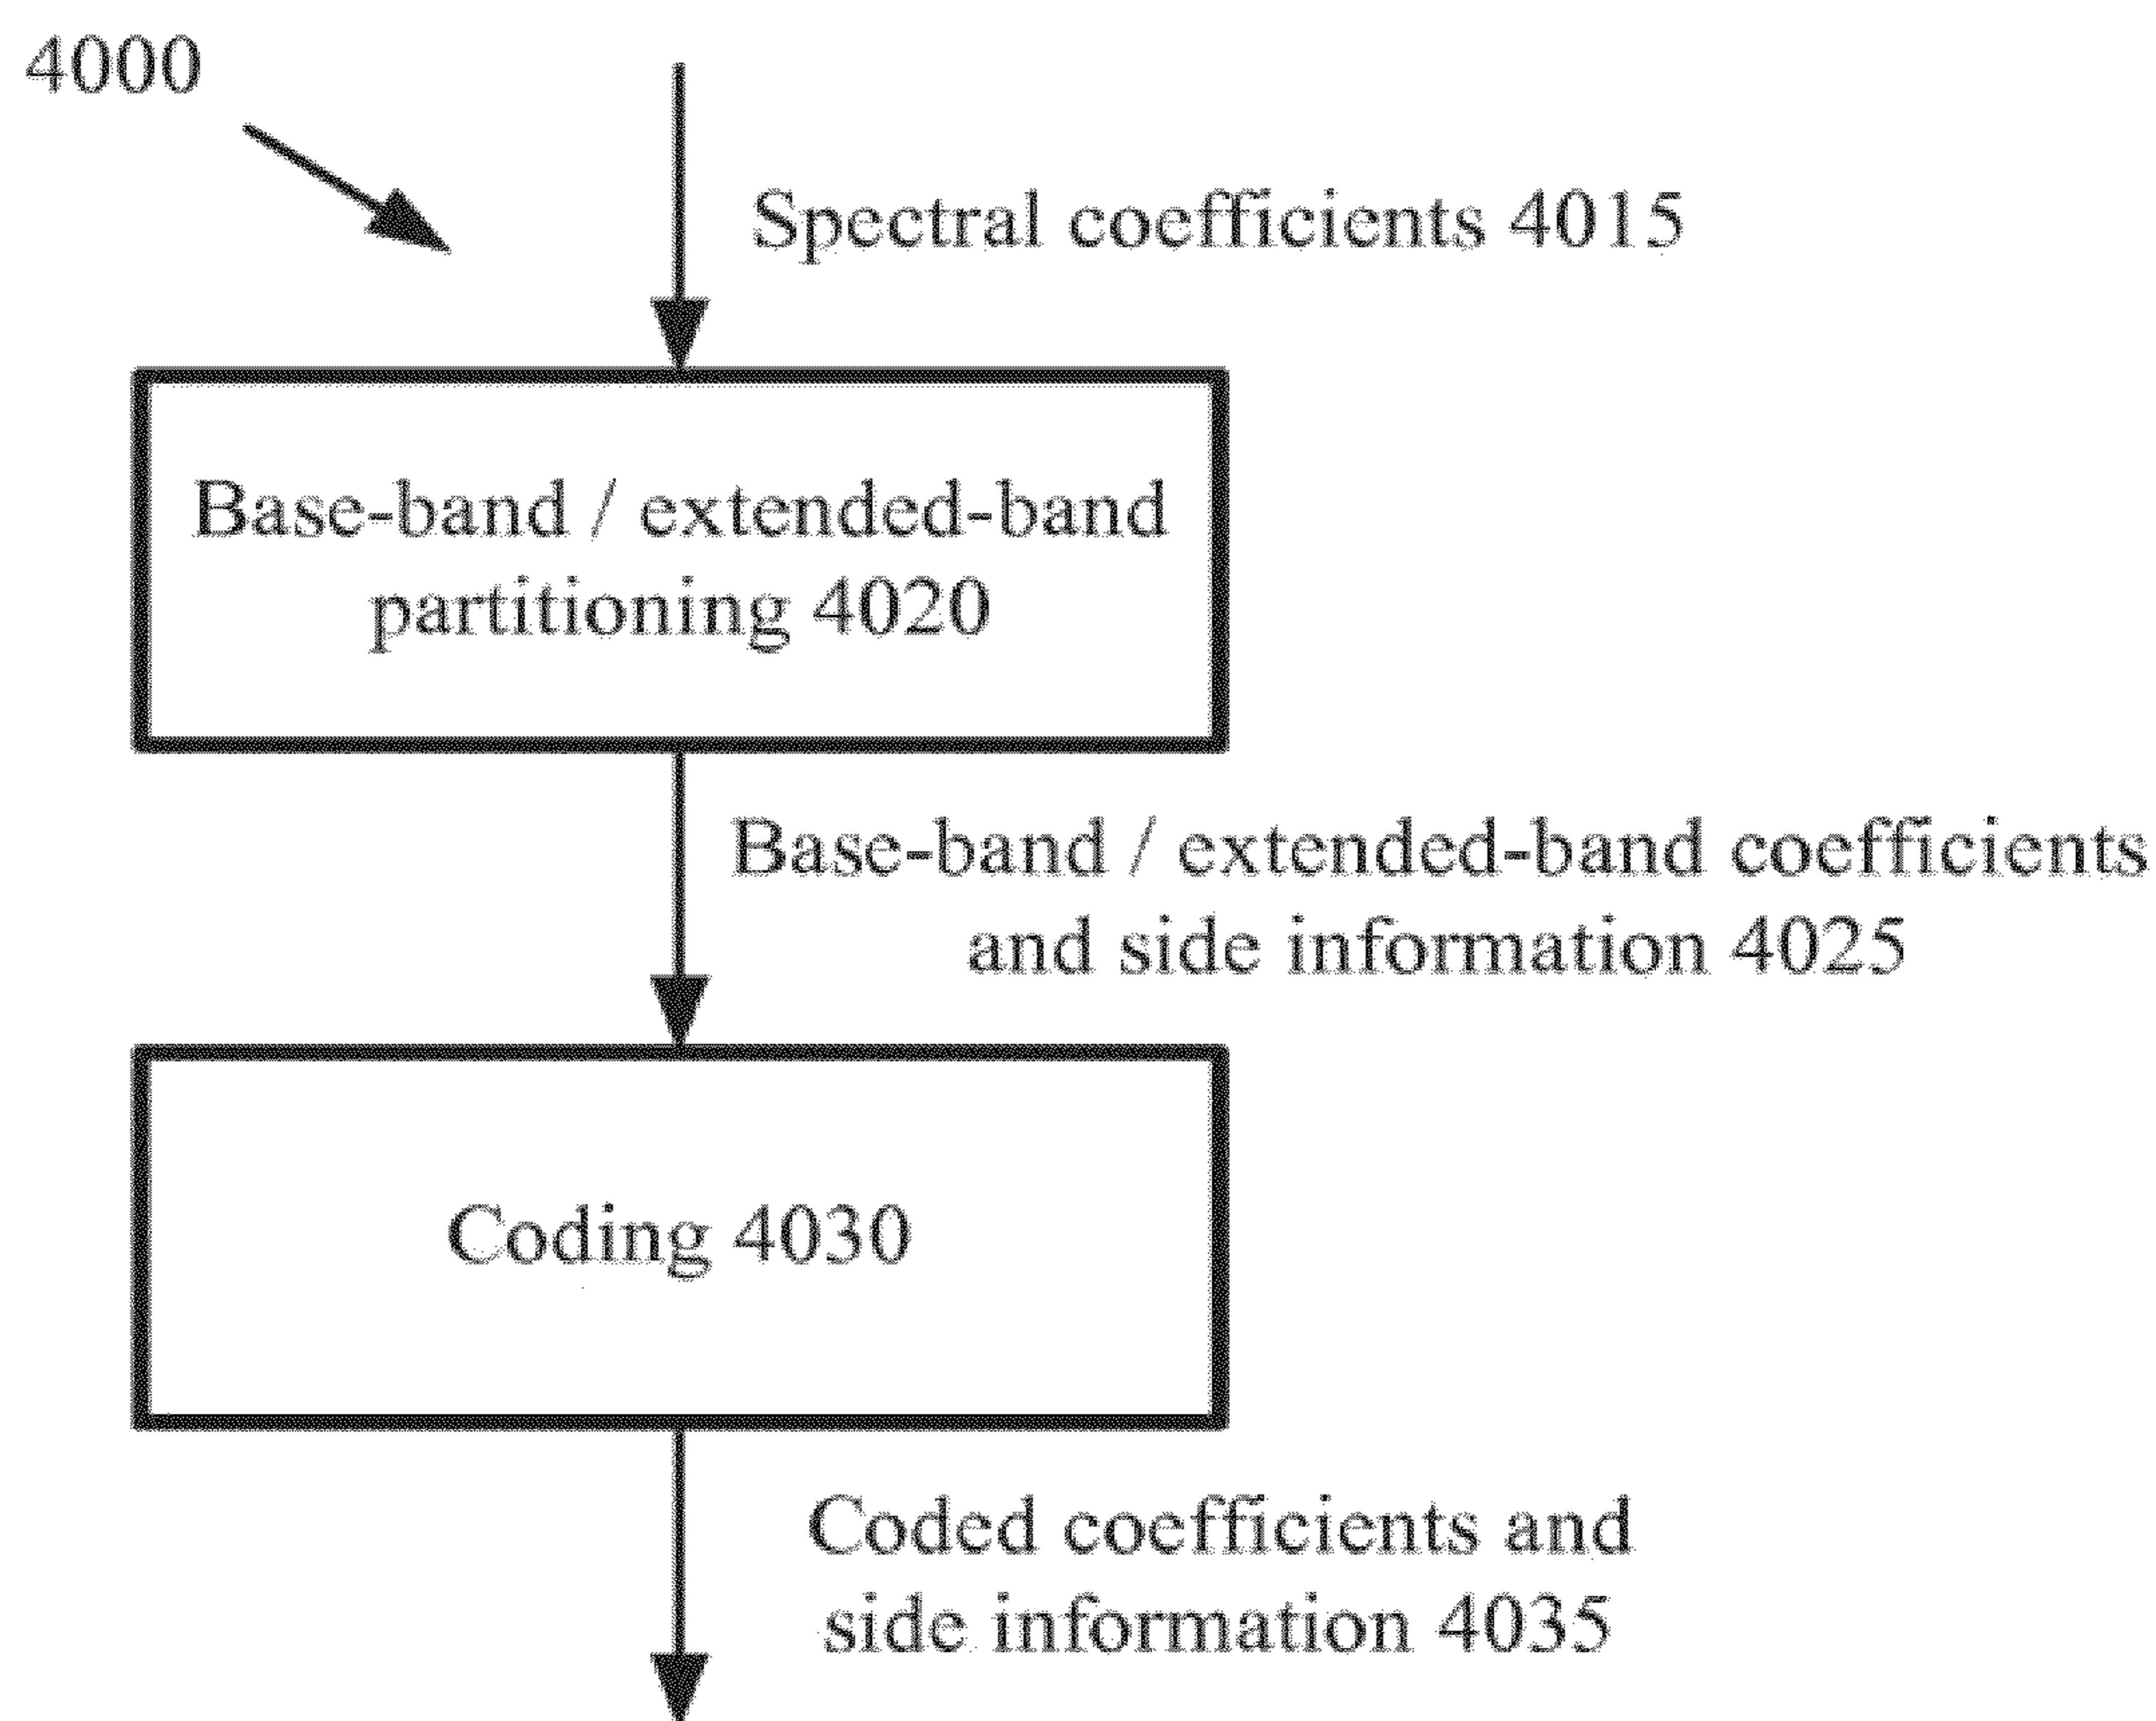 4000
Spectral coefficients 4015
Base-band / extended-band
partitioning 4020
Base-band / extended-band coefficients
and side information 4025
Coding 4030
Coded coefficients and
side information 4035